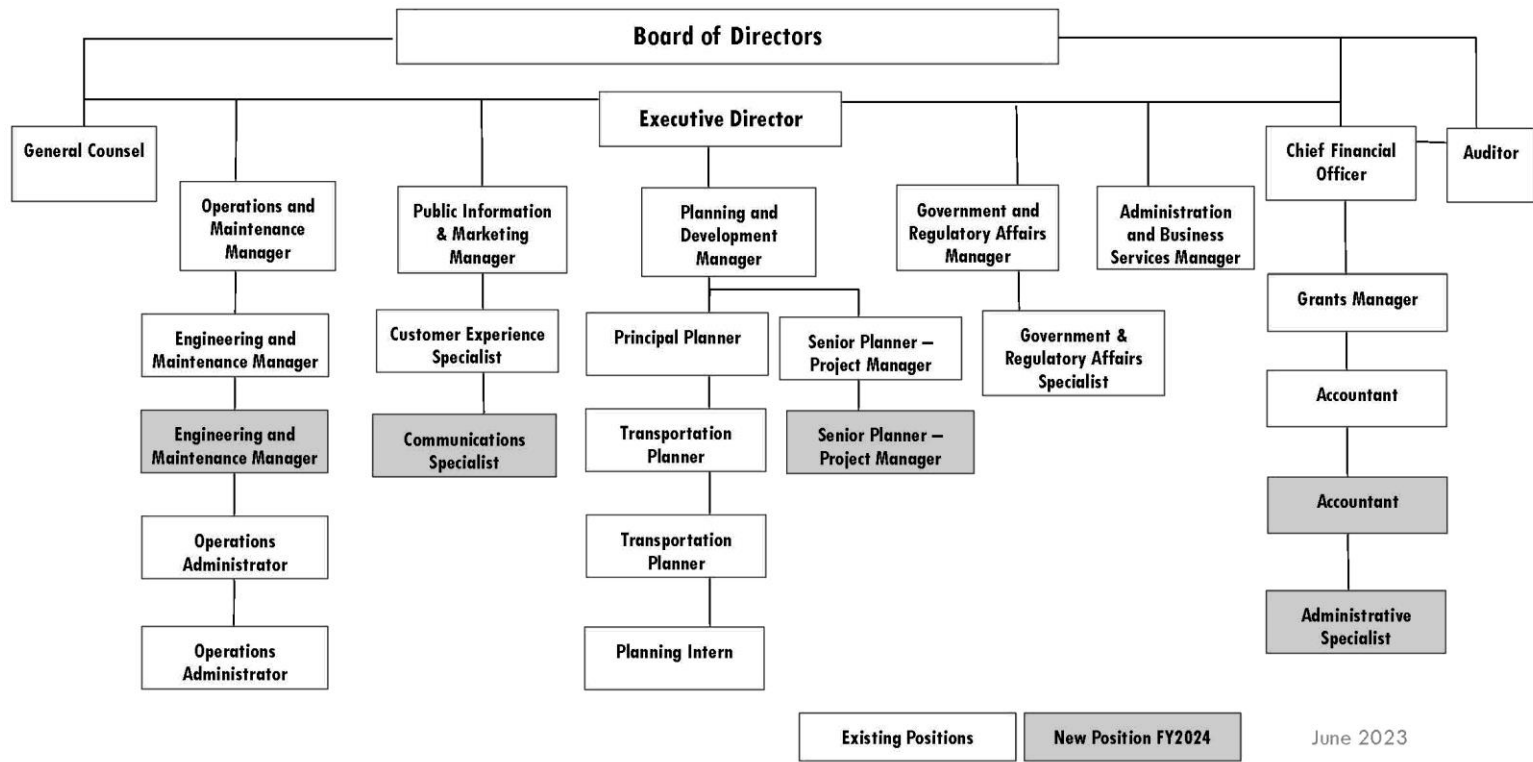 Board of Directors
Executive Director
General Counsel
Chief Financial
Officer
Auditor
Operations and
Maintenance
Manager
Public Information
& Marketing
Manager
Planning and
Development
Manager
Government and
Regulatory Affairs
Manager
Administration
and Business
Services Manager
Engineering and
Maintenance Manager
Customer Experience
Specialist
Principal Planner
Senior Planner –
Project Manager
Government &
Regulatory Affairs
Specialist
Grants Manager
Engineering and
Maintenance Manager
Communications
Specialist
Transportation
Planner
Senior Planner –
Project Manager
Accountant
Operations
Administrator
Transportation
Planner
Accountant
Operations
Administrator
Planning Intern
Administrative
Specialist
Existing Positions
New Position FY2024
June 2023